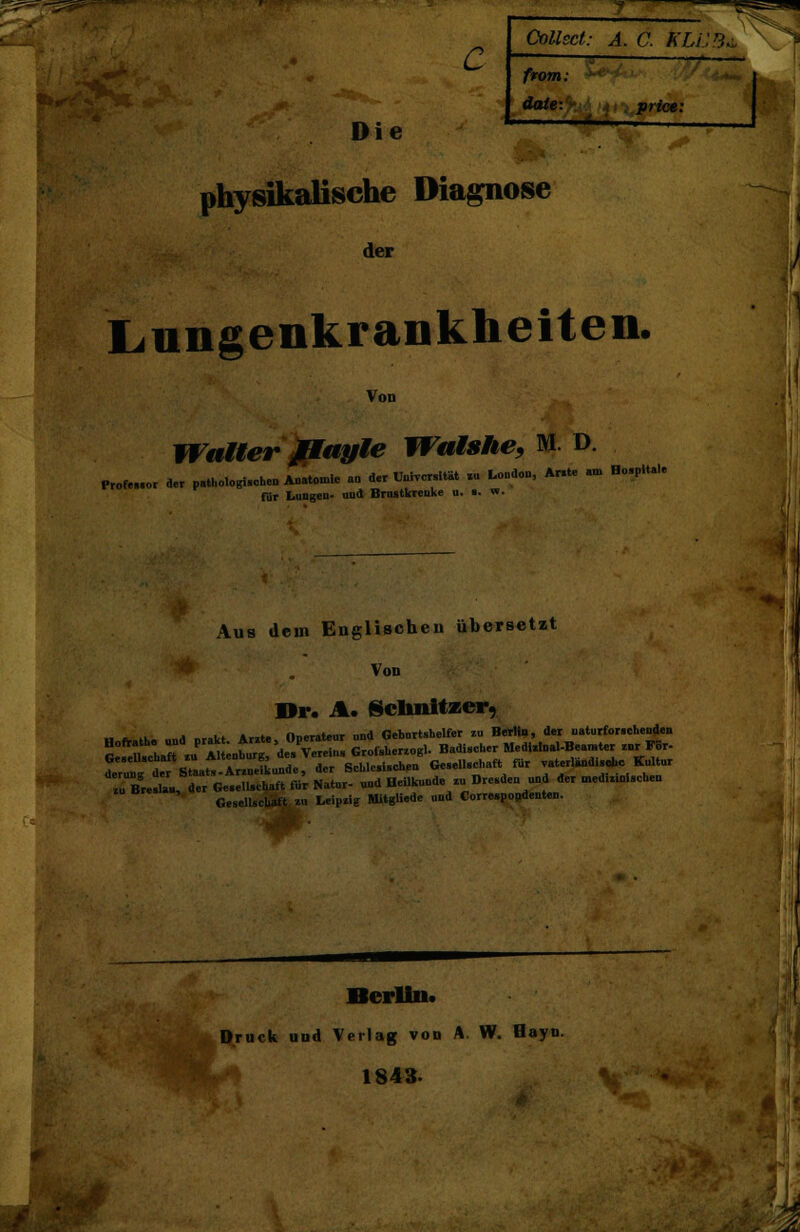 C
Collect: A. C. KLEBS
from:
date: price:
Die
physikalische Diagnose
der
Lungenkrankheiten.
Von
Walter Hayle Walshe, M. D.
Professor der pathologischen Anatomie an der Universität zu London, Arzte am Hospitale
für Lungen- und Brustkrenke u. s. w.
Aus dem Englischen übersetzt
Von
Dr. A. Schnitzer,
Hofrathe und prakt. Arzte, Operateur und Geburtshelfer zu Berlin, der naturforschenden
Gesellschaft zu Altenburg, des Vereins Grofsherzogl. Badischer Medizinal-Beamter zur För-
derung der Staats-Arzneikunde, der Schlesischen Gesellschaft für vaterländische Kultur
zu Breslau, der Gesellschaft für Natur- und Heilkunde zu Dresden und der medizinischen
Gesellschaft zu Leipzig Mitgliede und Correspondenten.
Berlin.
Druck und Verlag von A. W. Hayn.
1843.